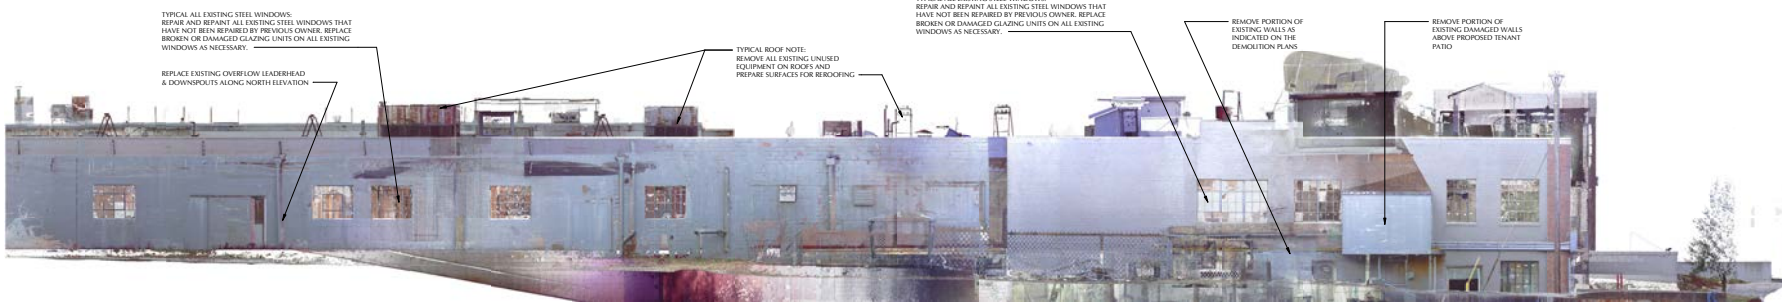 TYPICAL ALL EXISTING STEEL WINDOWS:
REPAIR AND REPAINT ALL EXISTING STEEL WINDOWS THAT
HAVE NOT BEEN REPAIRED BY PREVIOUS OWNER. REPLACE
BROKEN OR DAMAGED GLAZING UNITS ON ALL EXISTING
WINDOWS AS NECESSARY.
REPLACE EXISTING OVERFLOW LEADERHEAD
& DOWNSPOUTS ALONG NORTH ELEVATION
TYPICAL ROOF NOTE:
REMOVE ALL EXISTING UNUSED
EQUIPMENT ON ROOFS AND
PREPARE SURFACES FOR REROOFING
REPAIR AND REPAINT ALL EXISTING STEEL WINDOWS THAT
HAVE NOT BEEN REPAIRED BY PREVIOUS OWNER. REPLACE
BROKEN OR DAMAGED GLAZING UNITS ON ALL EXISTING
WINDOWS AS NECESSARY.
REMOVE PORTION OF
EXISTING WALLS AS
INDICATED ON THE
DEMOLITION PLANS
REMOVE PORTION OF
EXISTING DAMAGED WALLS
ABOVE PROPOSED TENANT
PATIO